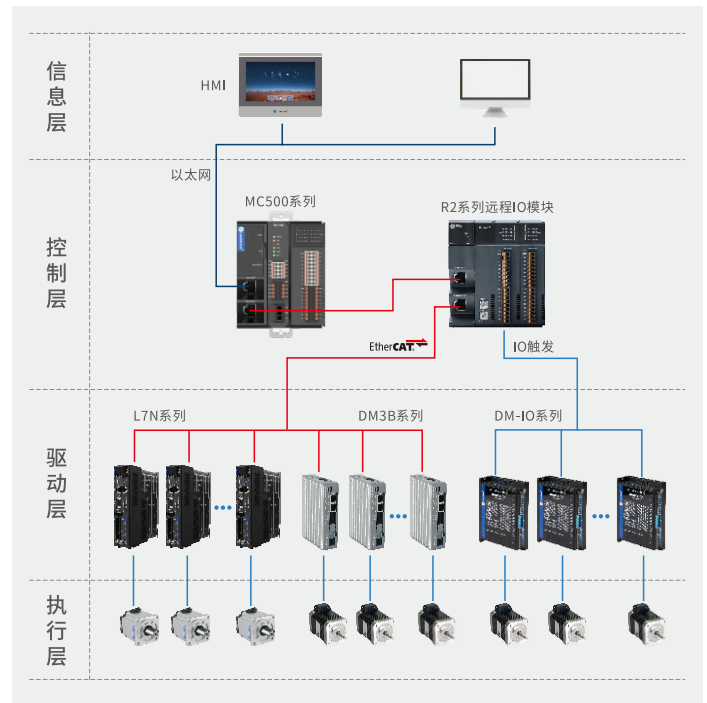 信息层
HMI
以太网
控制层
MC500系列
R2系列远程IO模块
EtherCAT
IO触发
驱动层
L7N系列
DM3B系列
DM-IO系列
执行层